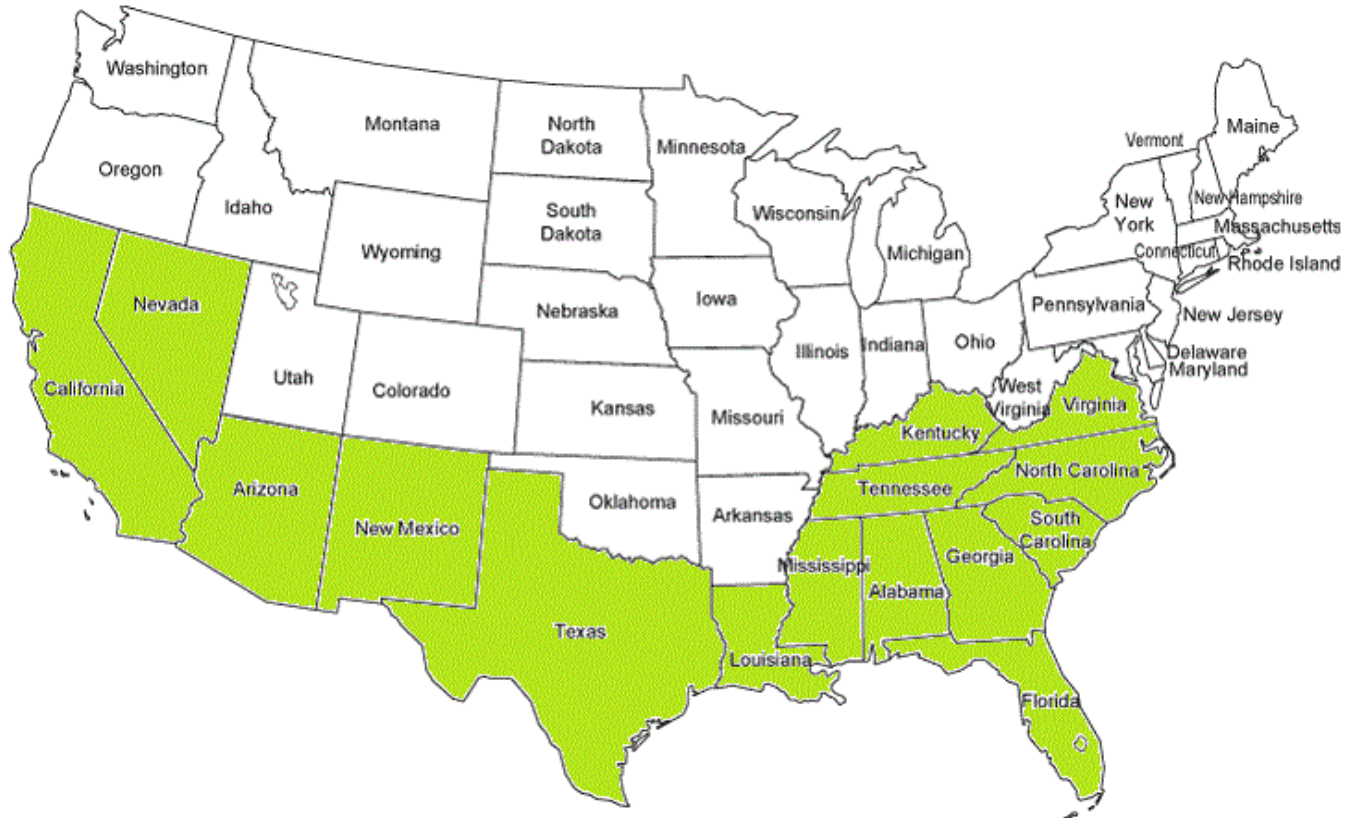 Washington
Montana
North
Dakota
Minnesota
Maine
Vermont
Oregon
Idaho
South
Dakota
Wisconsin
New
York
New Hampshire
Massachusetts
Wyoming
Michigan
Connecticut
Rhode Island
Nevada
Nebraska
Iowa
Pennsylvania
New Jersey
Utah
Colorado
Illinois
Indiana
Ohio
Delaware
Maryland
California
Kansas
Missouri
West
Virginia
Virginia
Kentucky
Arizona
New Mexico
Oklahoma
Arkansas
Tennessee
North Carolina
South
Carolina
Mississippi
Alabama
Georgia
Texas
Louisiana
Florida